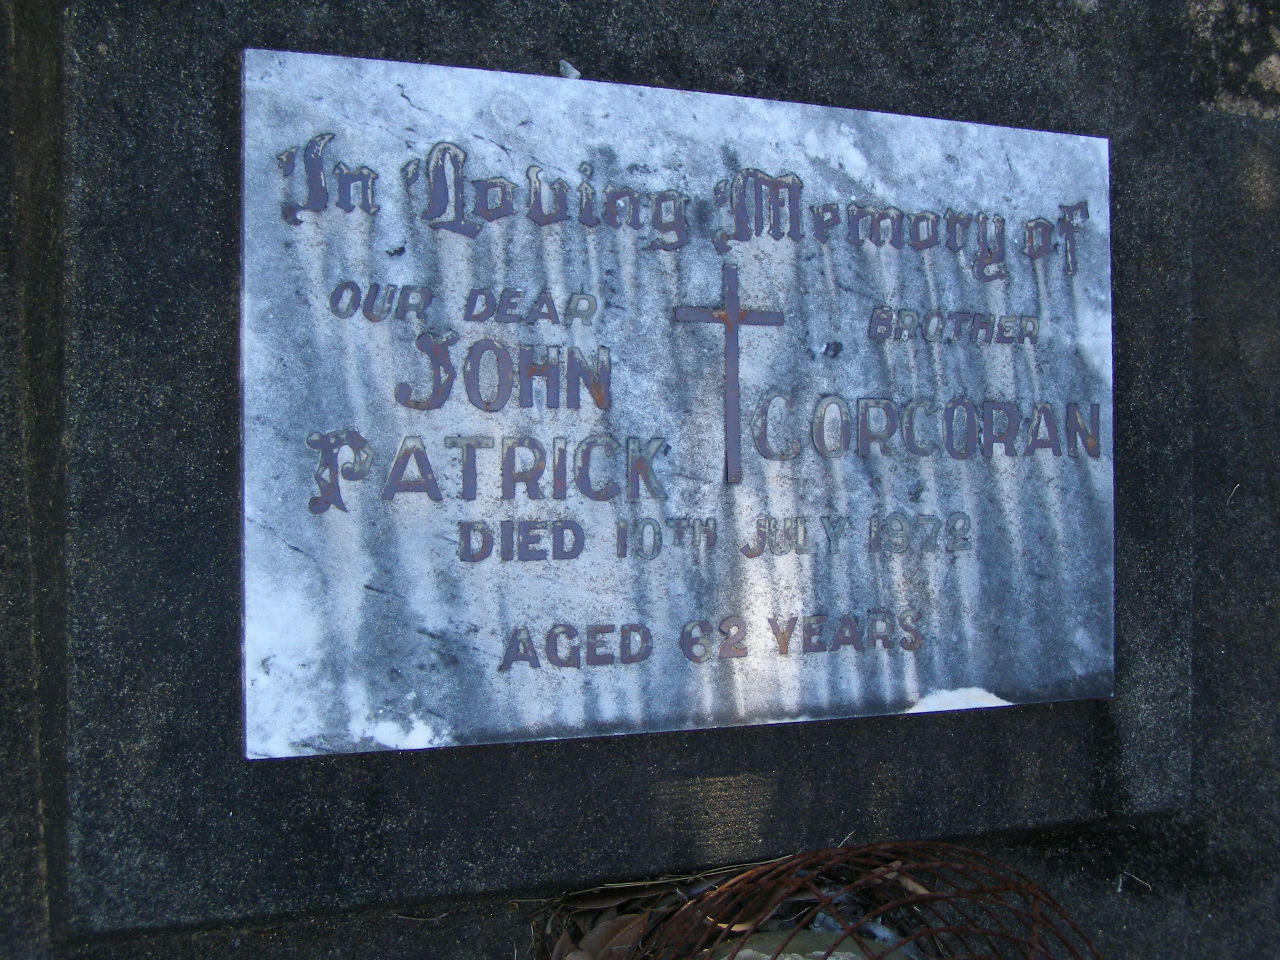 In Loving Memory of
OUR DEAR BROTHER
JOHN
PATRICK CORCORAN
DIED 10TH JULY 1972
AGED 62 YEARS